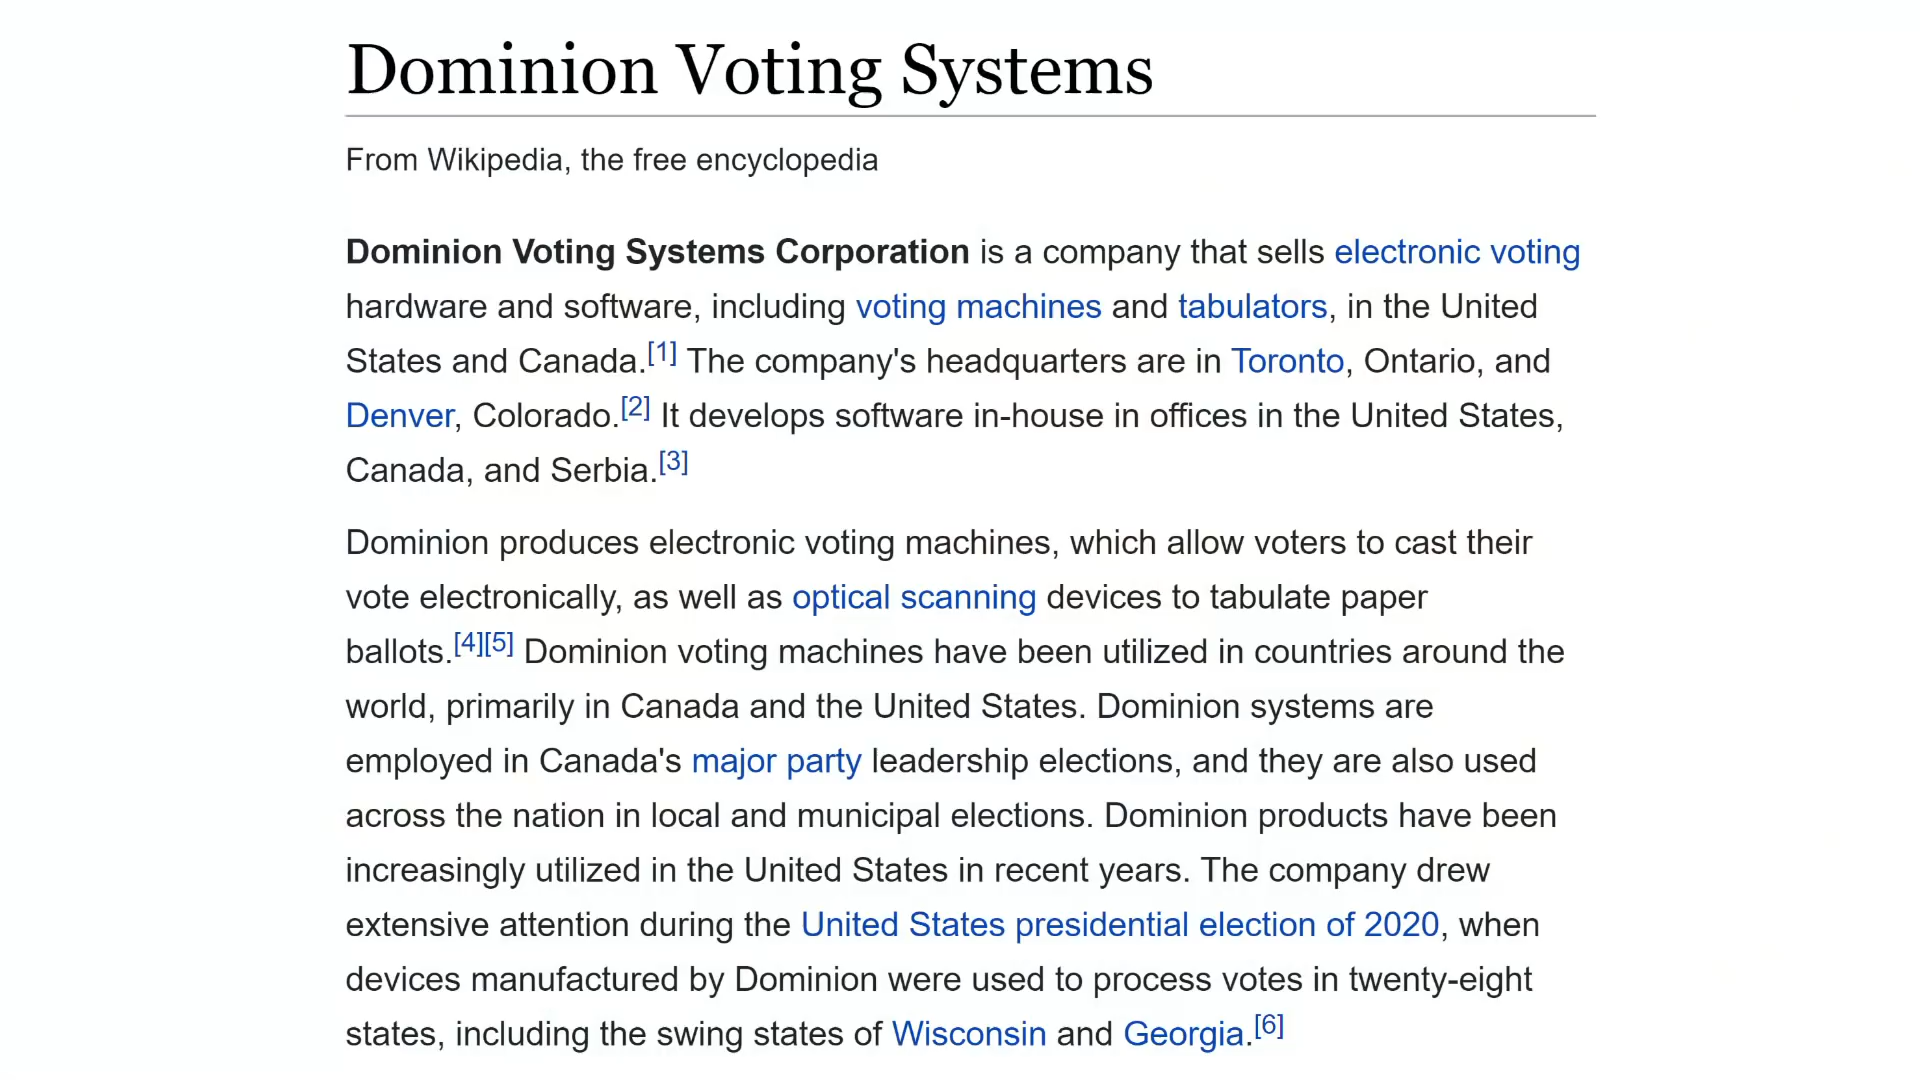 Dominion Voting Systems
From Wikipedia, the free encyclopedia
Dominion Voting Systems Corporation is a company that sells electronic voting
hardware and software, including voting machines and tabulators, in the United
States and Canada.[1] The company's headquarters are in Toronto, Ontario, and
Denver, Colorado.[2] It develops software in-house in offices in the United States,
Canada, and Serbia.[3]
Dominion produces electronic voting machines, which allow voters to cast their
vote electronically, as well as optical scanning devices to tabulate paper
ballots.[4][5] Dominion voting machines have been utilized in countries around the
world, primarily in Canada and the United States. Dominion systems are
employed in Canada's major party leadership elections, and they are also used
across the nation in local and municipal elections. Dominion products have been
increasingly utilized in the United States in recent years. The company drew
extensive attention during the United States presidential election of 2020, when
devices manufactured by Dominion were used to process votes in twenty-eight
states, including the swing states of Wisconsin and Georgia.[6]